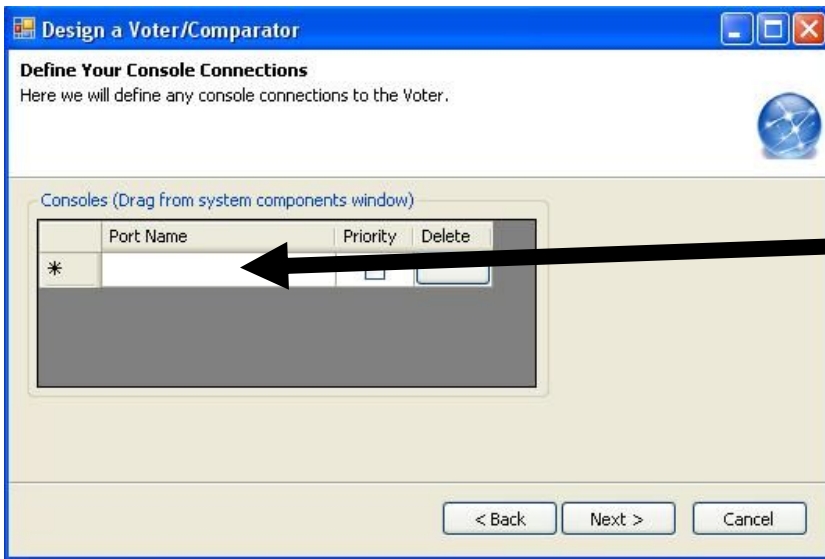 Design a Voter/Comparator
Define Your Console Connections
Here we will define any console connections to the Voter.
Consoles (Drag from system components window)
Port Name Priority Delete
*
< Back Next > Cancel